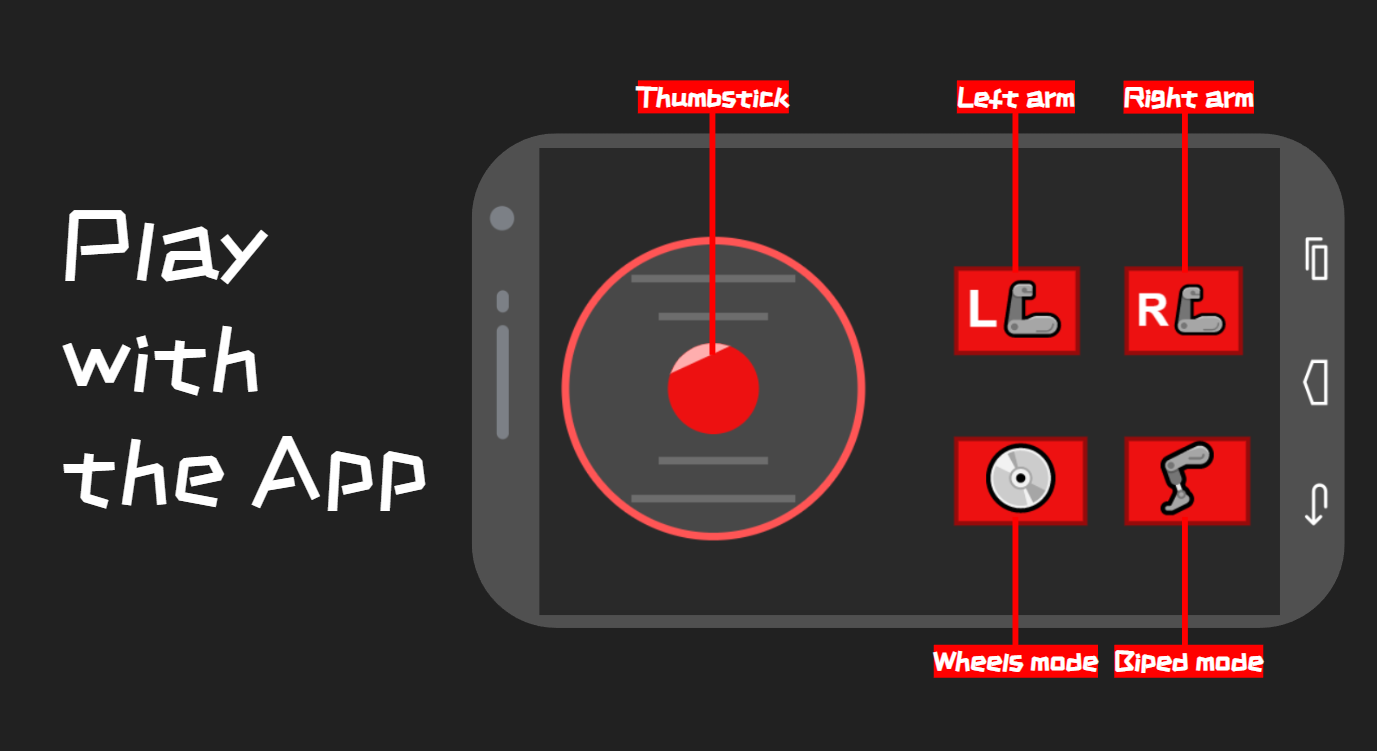 Thumbstick
Left arm
Right arm
Play
with
the App
L
R
Wheels mode
Biped mode